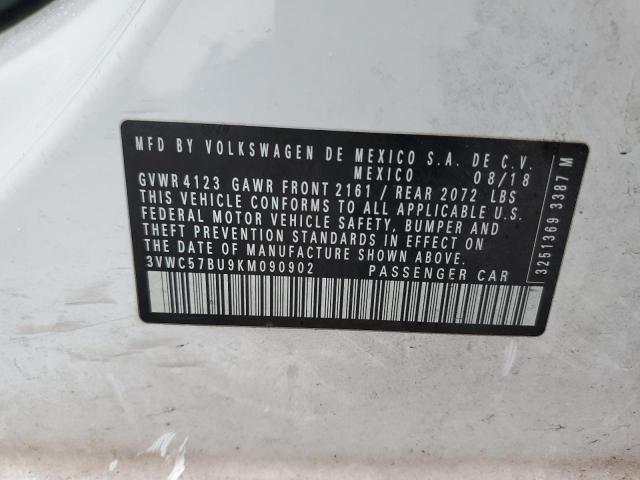 MFD BY VOLKSWAGEN DE MEXICO S.A. DE C.V.
MEXICO 08/18
GVWR 4123 GAWR FRONT 2161 / REAR 2072 LBS
THIS VEHICLE CONFORMS TO ALL APPLICABLE U.S.
FEDERAL MOTOR VEHICLE SAFETY, BUMPER AND
THEFT PREVENTION STANDARDS IN EFFECT ON
THE DATE OF MANUFACTURE SHOWN ABOVE.
3VWC57BU9KM090902 PASSENGER CAR
3251369 3387 M